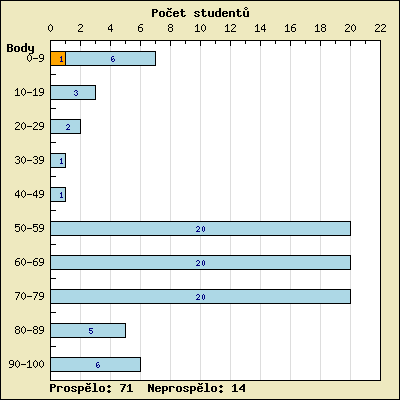 Počet studentů
0 2 4 6 8 10 12 14 16 18 20 22
Body
0-9 1 6
10-19 3
20-29 2
30-39 1
40-49 1
50-59 20
60-69 20
70-79 20
80-89 5
90-100 6
Prospělo: 71 Neprospělo: 14